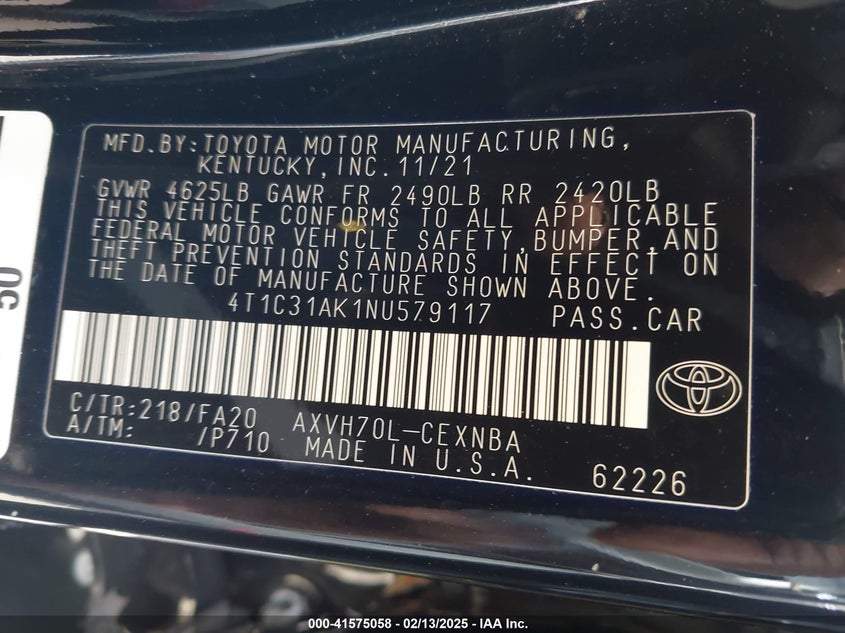 MFD.BY:TOYOTA MOTOR MANUFACTURING,
KENTUCKY, INC. 11/21
GVWR 4625LB GAWR FR 2490LB RR 2420LB
THIS VEHICLE CONFORMS TO ALL APPLICABLE
FEDERAL MOTOR VEHICLE SAFETY,BUMPER,AND
THEFT PREVENTION STANDARDS IN EFFECT ON
THE DATE OF MANUFACTURE SHOWN ABOVE.
4T1C31AK1NU579117 PASS.CAR
C/TR:218/FA20 AXVH70L-CEXNBA
A/TM: /P710 MADE IN U.S.A. 62226
000-41575058 - 02/13/2025 - IAA Inc.